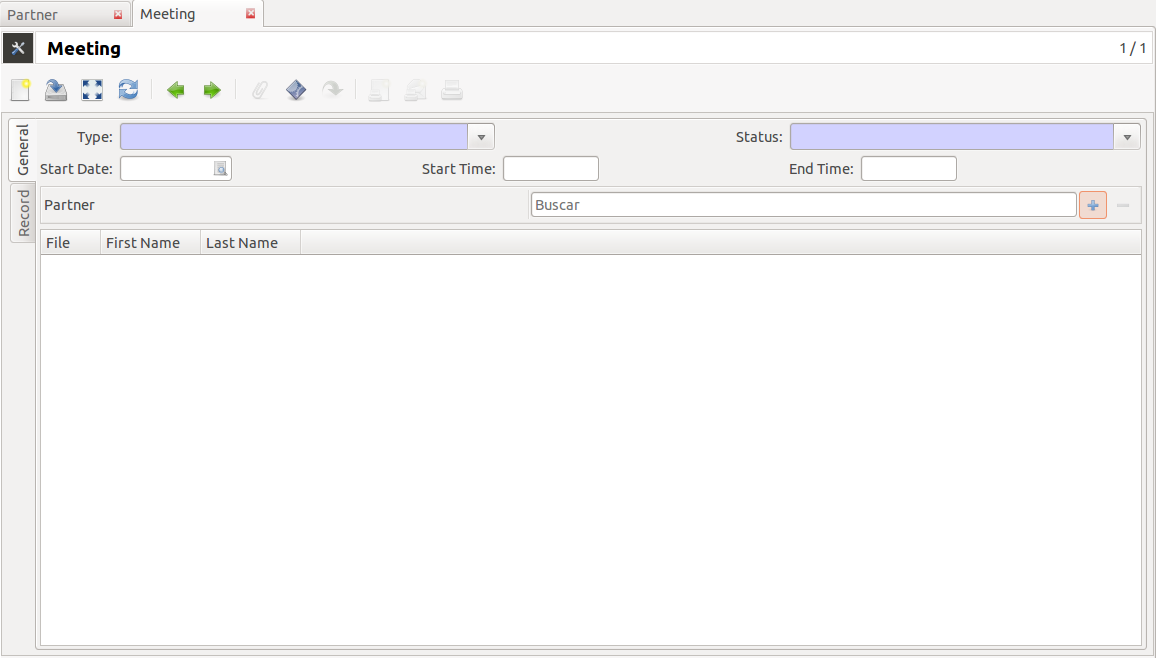 Partner Meeting
Meeting 1 / 1
Type: Status:
Start Date: Start Time: End Time:
General
Record
Partner Buscar
File First Name Last Name